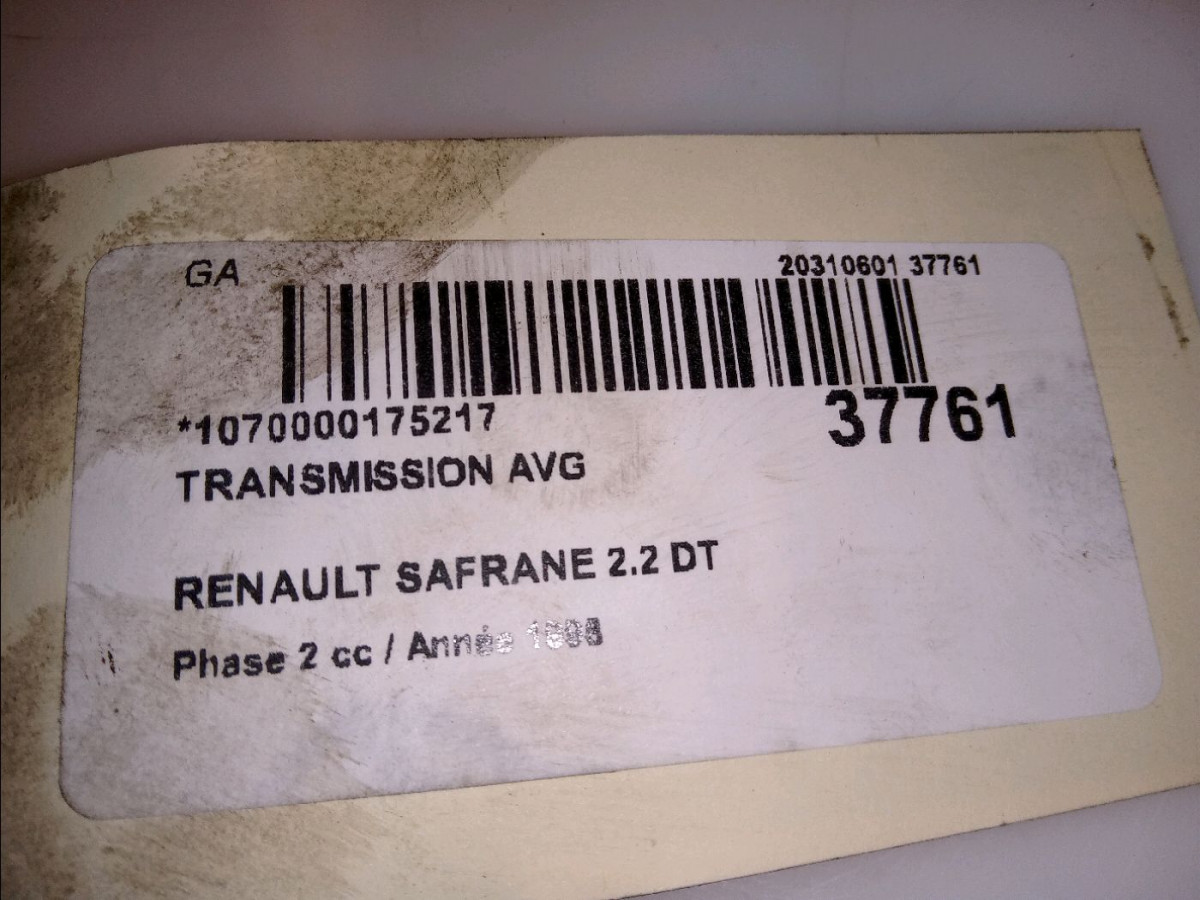 GA
20310601 37761
*1070000175217
37761
TRANSMISSION AVG
RENAULT SAFRANE 2.2 DT
Phase 2 cc / Année